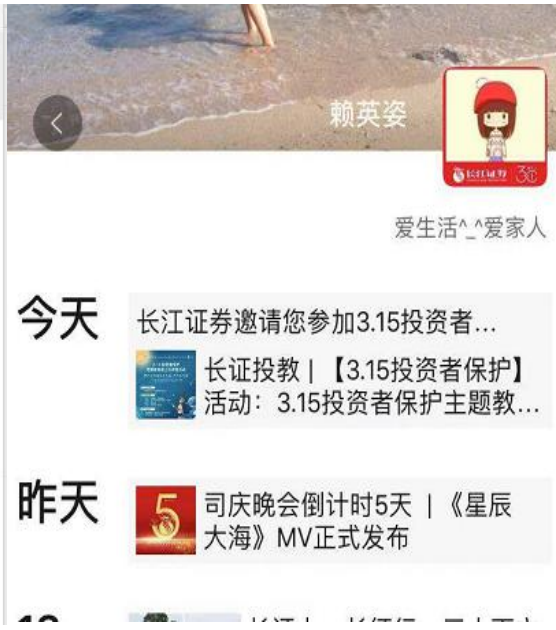 赖英姿
长江证券
爱生活^_^爱家人
今天
长江证券邀请您参加3.15投资者...
长证投教 | 【3.15投资者保护】
活动：3.15投资者保护主题教...
昨天
5
司庆晚会倒计时5天 | 《星辰
大海》MV正式发布